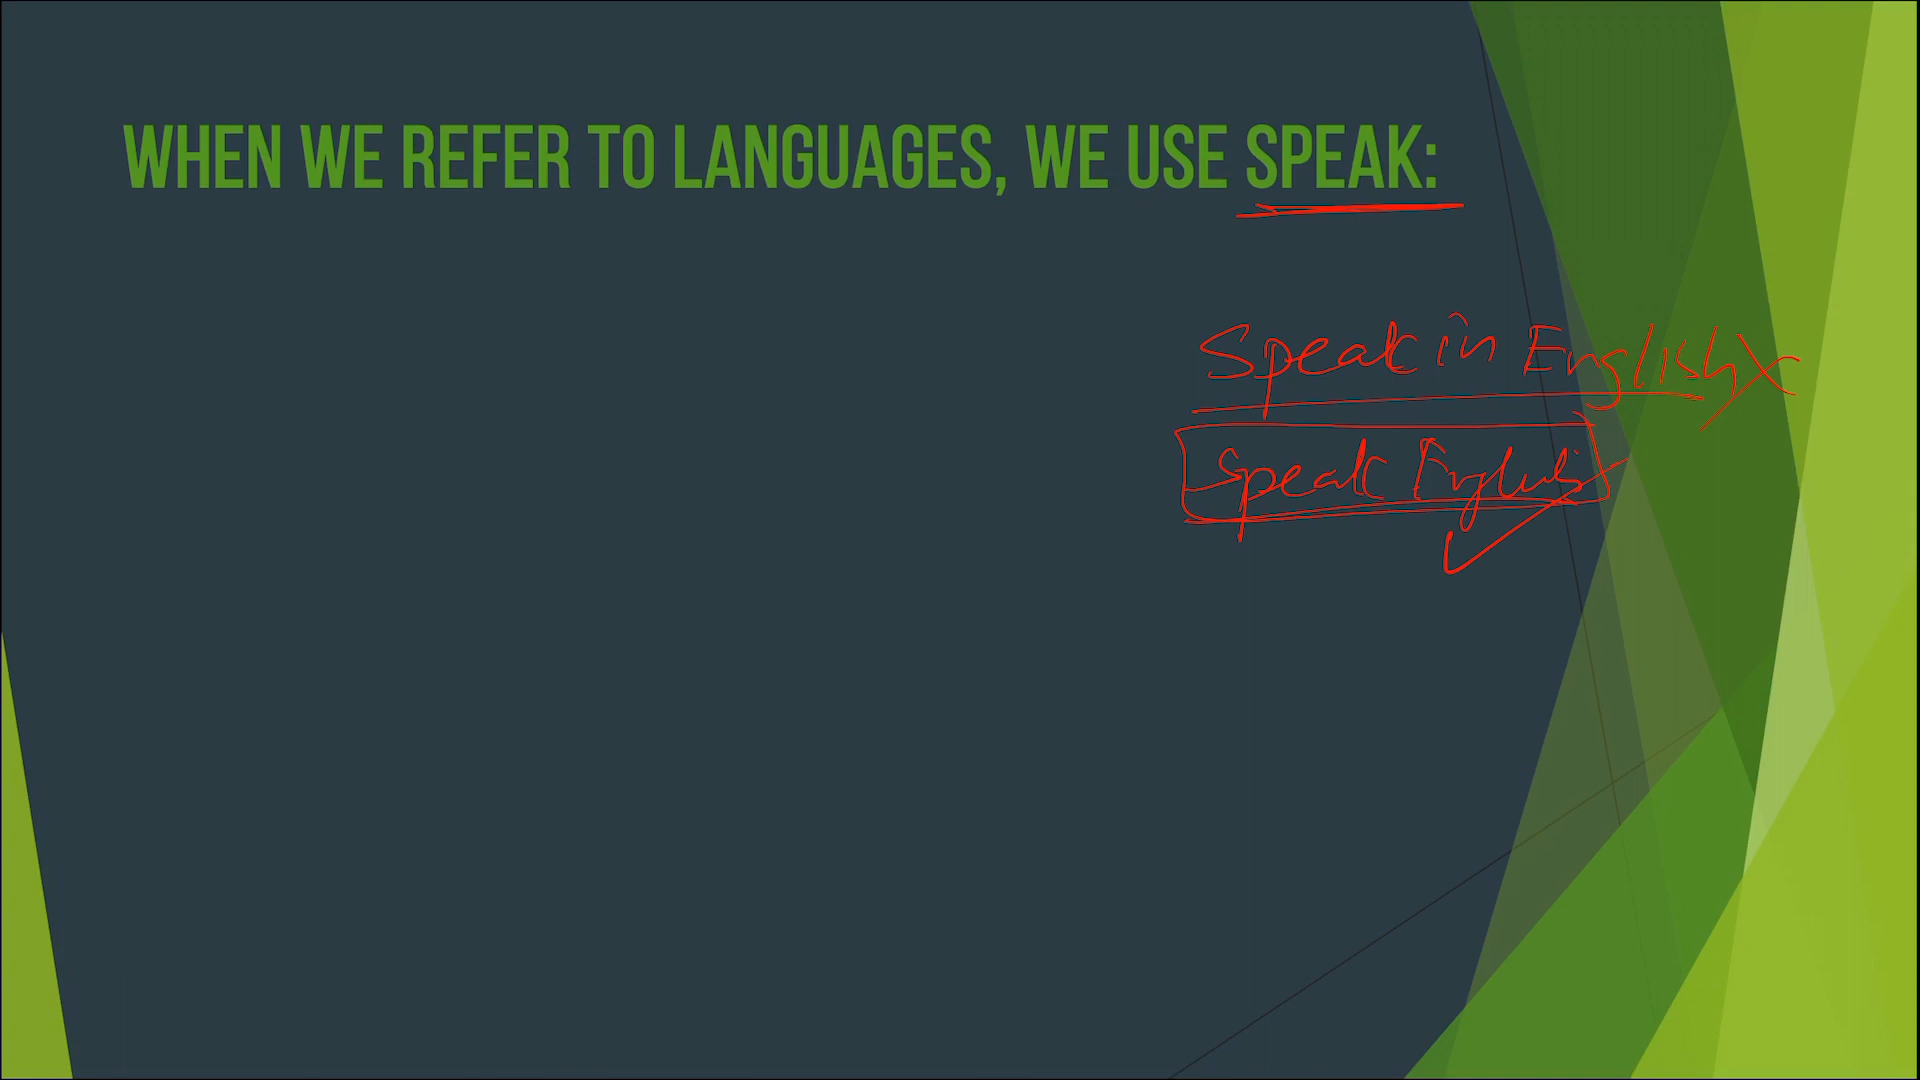 WHEN WE REFER TO LANGUAGES, WE USE SPEAK:
Speak in English X
Speak English